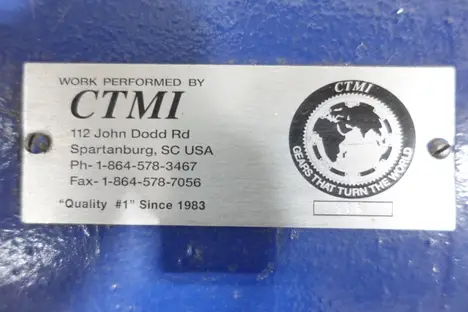 WORK PERFORMED BY
CTMI
112 John Dodd Rd
Spartanburg, SC USA
Ph- 1-864-578-3467
Fax- 1-864-578-7056
"Quality #1" Since 1983
CTMI
GEARS THAT TURN THE WORLD